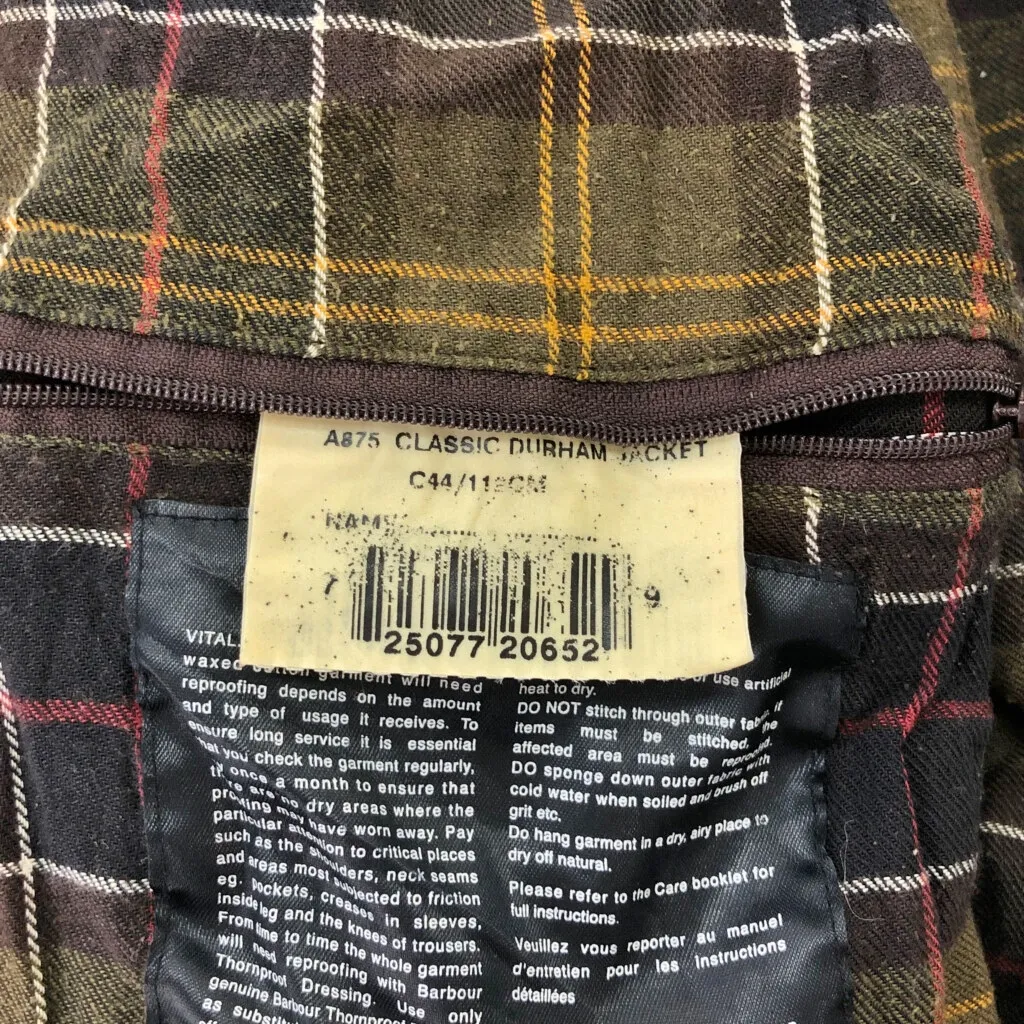 A875 CLASSIC DURHAM JACKET
C44/112CM
7 25077 20652 9
VITAL
waxed cotton garment will need
reproofing depends on the amount
and type of usage it receives. To
ensure long service it is essential
that you check the garment regularly,
once a month to ensure that
there are no dry areas where the
proofing may have worn away. Pay
particular attention to critical places
such as the shoulders, neck seams
and areas most subjected to friction
eg. pockets, creases in sleeves,
inside leg and the knees of trousers.
From time to time the whole garment
will need reproofing with Barbour
Thornproof Dressing. Use only
genuine Barbour Thornproof
as
or use artificial
heat to dry.
DO NOT stitch through outer fabric, if
items must be stitched, the
affected area must be reproofed.
DO sponge down outer fabric with
cold water when soiled and brush off
grit etc.
Do hang garment in a dry, airy place to
dry off natural.
Please refer to the Care booklet for
full instructions.
Veuillez vous reporter au manuel
d'entretien pour les instructions
détaillées